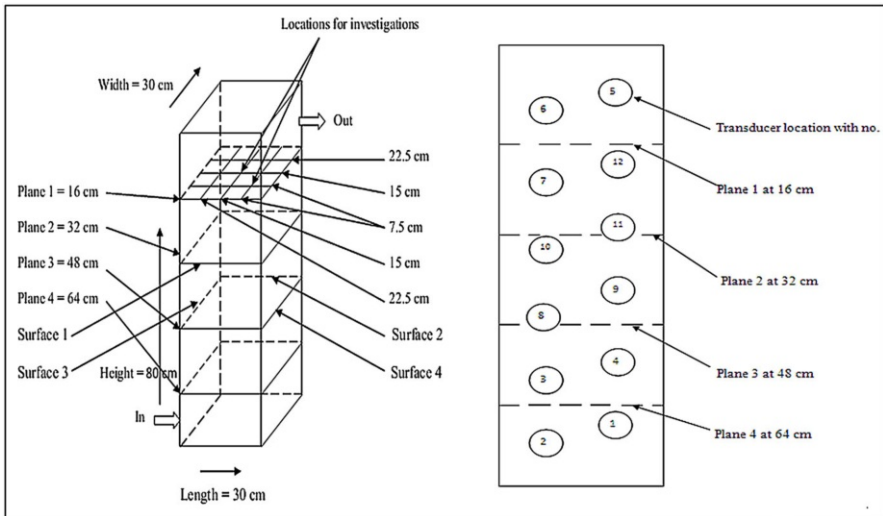 Locations for investigations
Width = 30 cm
Out
22.5 cm
15 cm
Plane 1 = 16 cm
Plane 2 = 32 cm
7.5 cm
Plane 3 = 48 cm
15 cm
Plane 4 = 64 cm
22.5 cm
Surface 1
Surface 2
Surface 3
Height = 80 cm
Surface 4
In
Length = 30 cm
5
6
Transducer location with no.
12
7
Plane 1 at 16 cm
11
10
Plane 2 at 32 cm
9
8
4
3
Plane 3 at 48 cm
1
2
Plane 4 at 64 cm